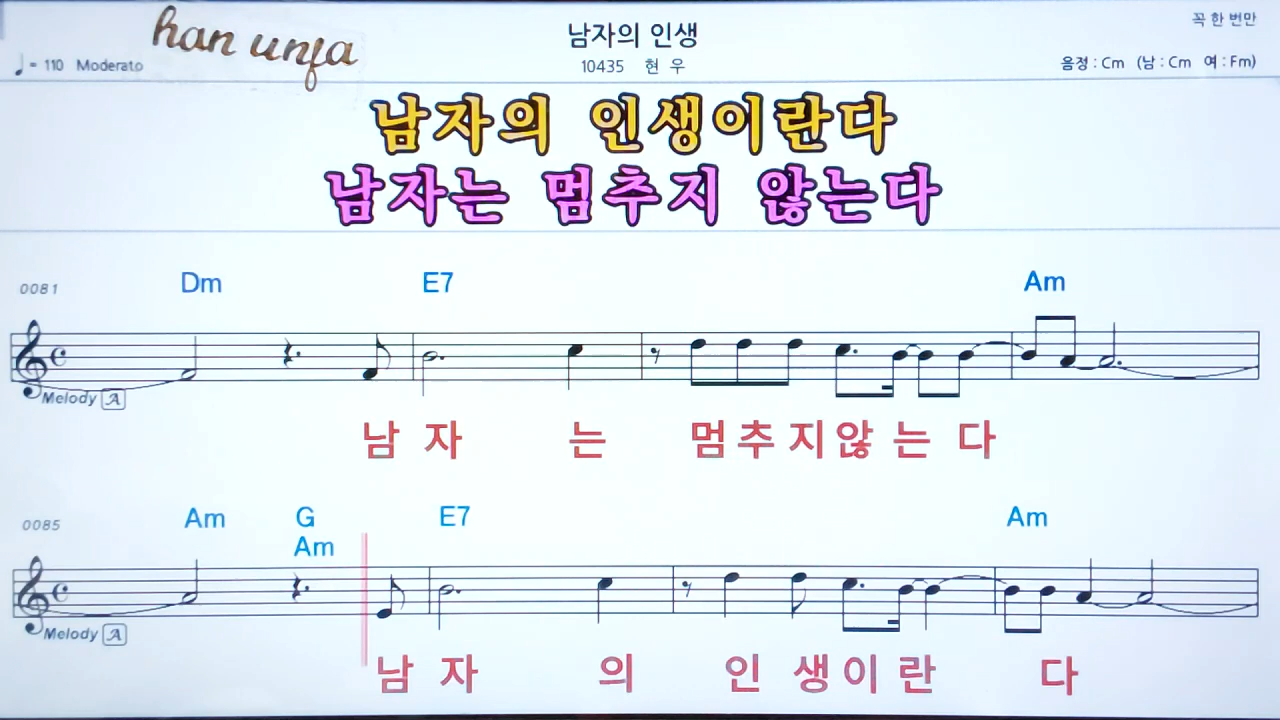 han unfa
남자의 인생
꼭 한 번만
♩= 110 Moderato
10435 현 우
음정 : Cm (남 : Cm 여 : Fm)
남자의 인생이란다
남자는 멈추지 않는다
0081 Dm E7 Am
Melody A
남 자 는 멈 추 지 않 는 다
0085 Am G E7 Am
Am
Melody A
남 자 의 인 생 이 란 다